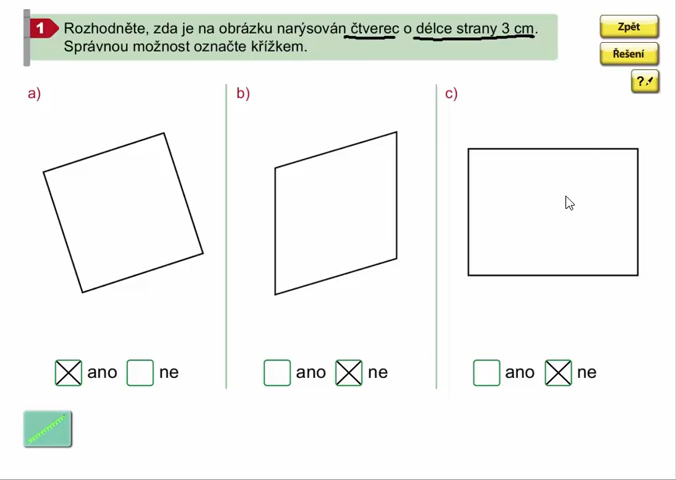 1 Rozhodněte, zda je na obrázku narýsován čtverec o délce strany 3 cm.
Správnou možnost označte křížkem.
Zpět
Řešení
?
a) b) c)
ano ne ano ne ano ne